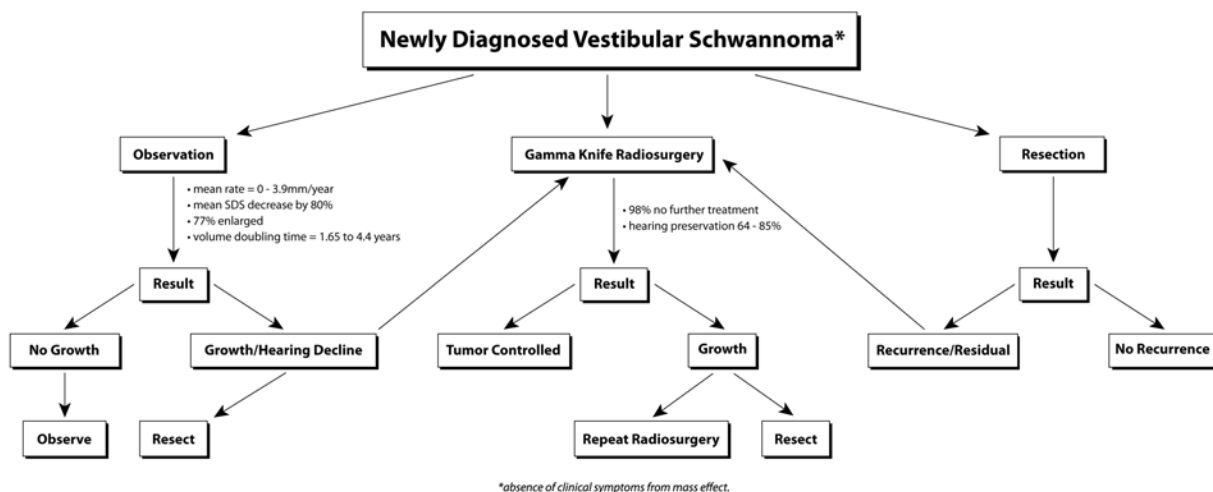 Newly Diagnosed Vestibular Schwannoma*
Observation
Gamma Knife Radiosurgery
Resection
• mean rate = 0 - 3.9mm/year
• mean SDS decrease by 80%
• 77% enlarged
• volume doubling time = 1.65 to 4.4 years
• 98% no further treatment
• hearing preservation 64 - 85%
Result
Result
Result
No Growth
Growth/Hearing Decline
Tumor Controlled
Growth
Recurrence/Residual
No Recurrence
Observe
Resect
Repeat Radiosurgery
Resect
*absence of clinical symptoms from mass effect.